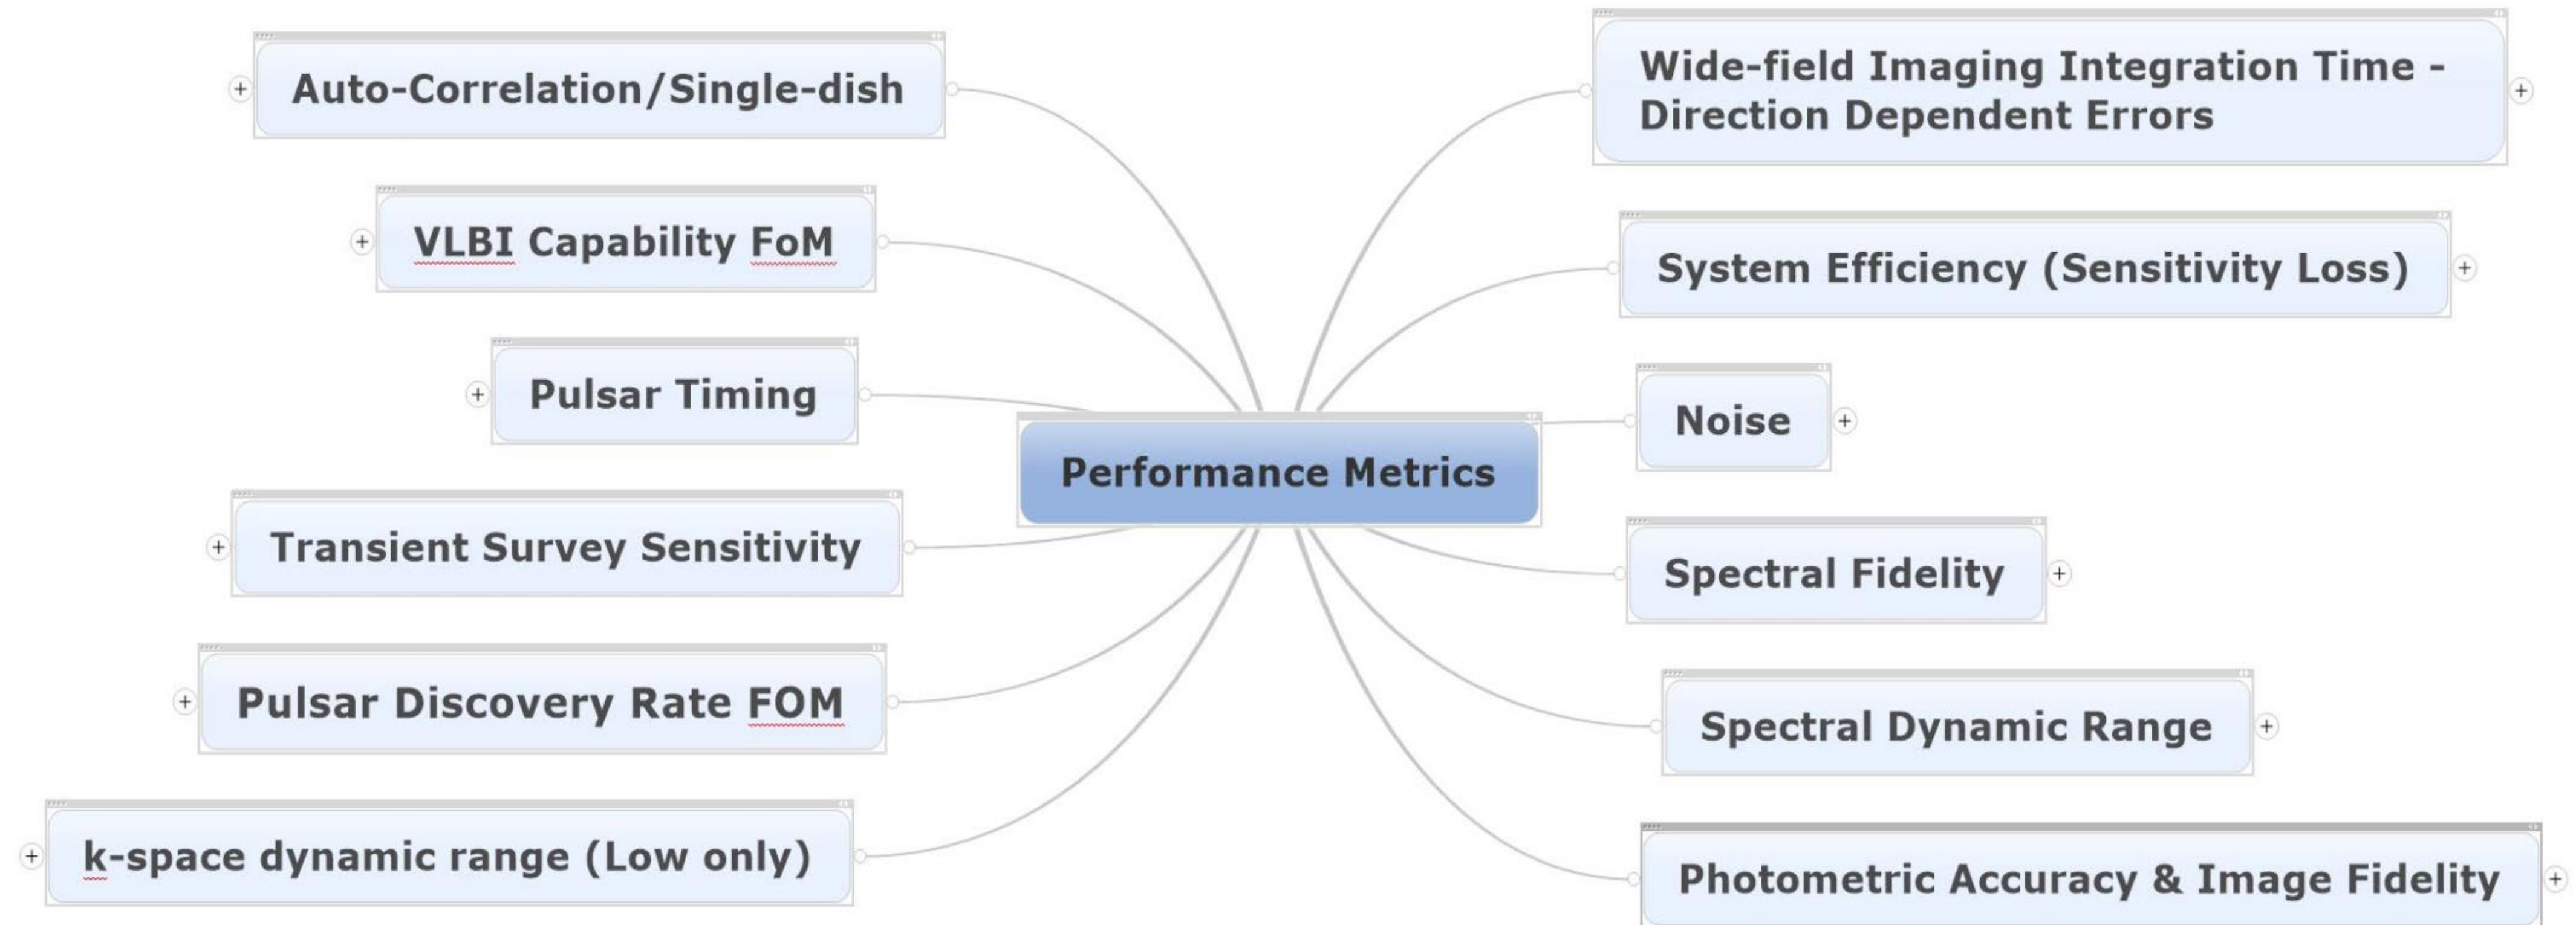 Auto-Correlation/Single-dish
VLBI Capability FoM
Pulsar Timing
Transient Survey Sensitivity
Pulsar Discovery Rate FOM
k-space dynamic range (Low only)
Performance Metrics
Wide-field Imaging Integration Time -
Direction Dependent Errors
System Efficiency (Sensitivity Loss)
Noise
Spectral Fidelity
Spectral Dynamic Range
Photometric Accuracy & Image Fidelity